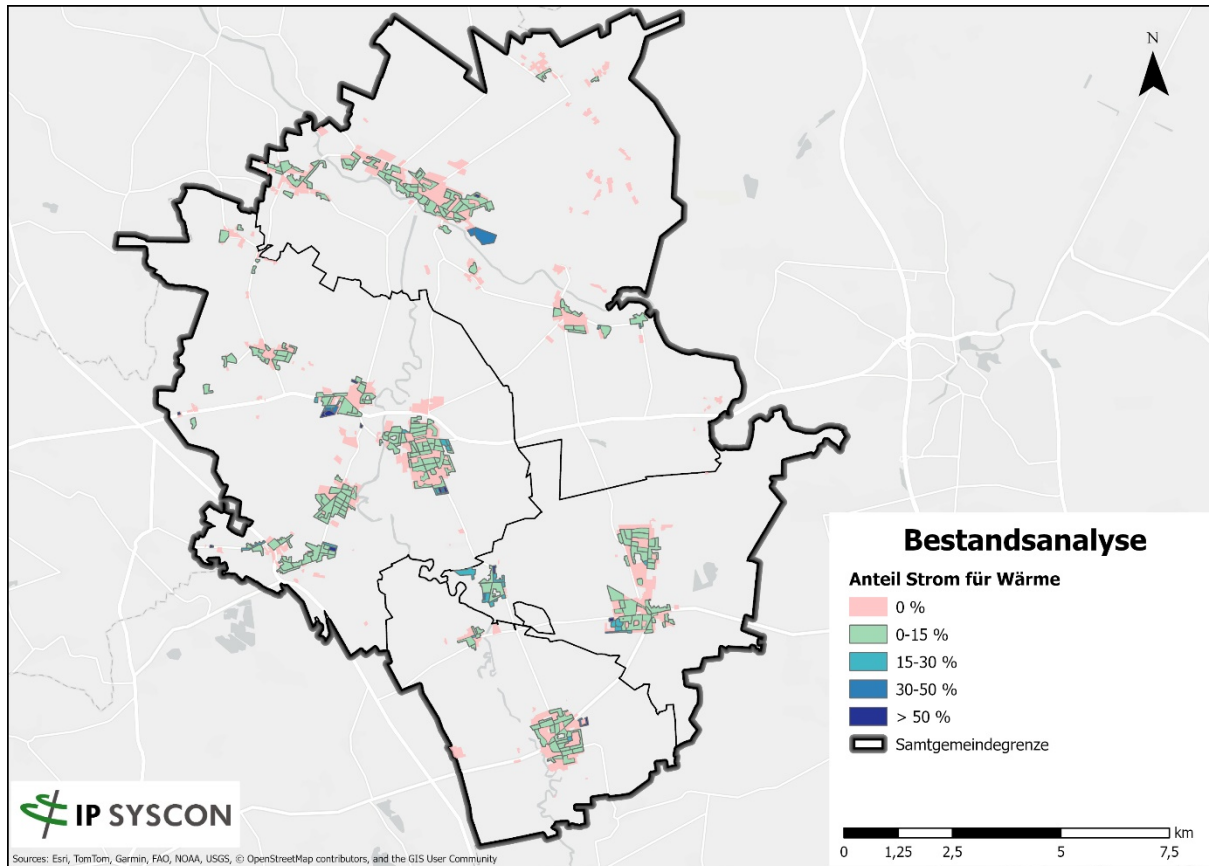 N
Bestandsanalyse
Anteil Strom für Wärme
0 %
0-15 %
15-30 %
30-50 %
> 50 %
Samtgemeindegrenze
IP SYSCON
km
0 1,25 2,5 5 7,5
Sources: Esri, TomTom, Garmin, FAO, NOAA, USGS, © OpenStreetMap contributors, and the GIS User Community